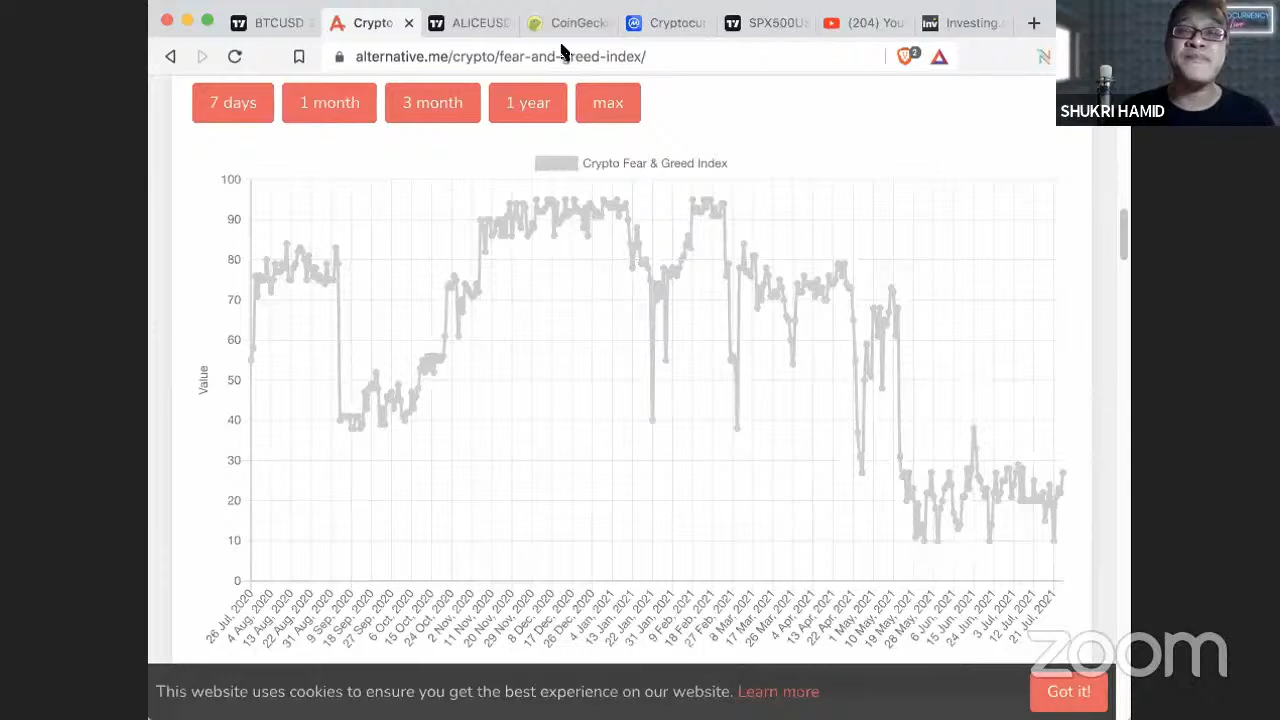 BTCUSD
Crypto
ALICEUSD
CoinGeck
Cryptocur
SPX500U
(204) You
Investing.
alternative.me/crypto/fear-and-greed-index/
2
CURRENCY
Live
SHUKRI HAMID
7 days
1 month
3 month
1 year
max
Crypto Fear & Greed Index
100
90
80
70
60
50
40
30
20
10
0
Value
26 Jul, 2020
4 Aug, 2020
13 Aug, 2020
22 Aug, 2020
31 Aug, 2020
9 Sep, 2020
18 Sep, 2020
27 Sep, 2020
6 Oct, 2020
15 Oct, 2020
24 Oct, 2020
2 Nov, 2020
11 Nov, 2020
20 Nov, 2020
29 Nov, 2020
8 Dec, 2020
17 Dec, 2020
26 Dec, 2020
4 Jan, 2021
13 Jan, 2021
22 Jan, 2021
31 Jan, 2021
9 Feb, 2021
18 Feb, 2021
27 Feb, 2021
8 Mar, 2021
17 Mar, 2021
26 Mar, 2021
4 Apr, 2021
13 Apr, 2021
22 Apr, 2021
1 May, 2021
10 May, 2021
19 May, 2021
28 May, 2021
6 Jun, 2021
15 Jun, 2021
24 Jun, 2021
3 Jul, 2021
12 Jul, 2021
21 Jul, 2021
zoom
This website uses cookies to ensure you get the best experience on our website. Learn more
Got it!